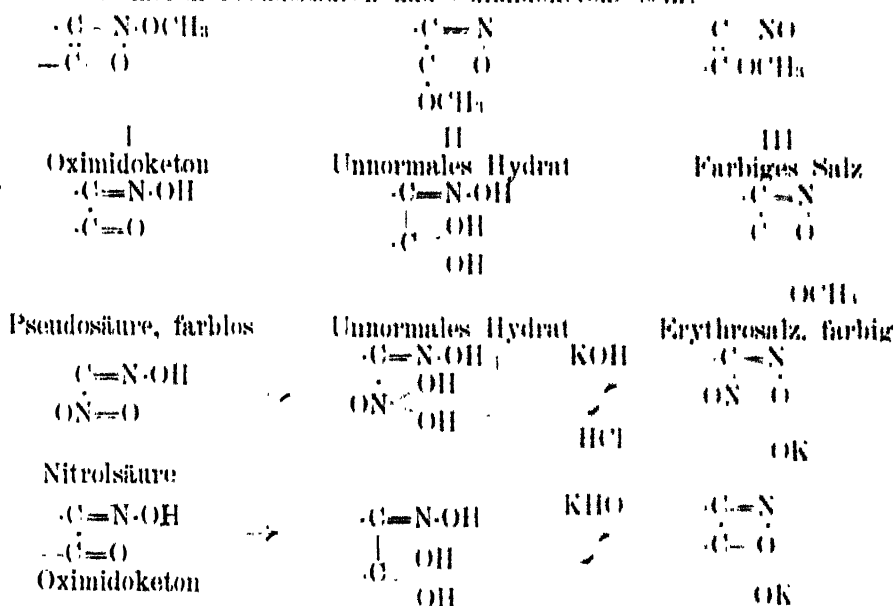 ·C - N·OCH₃ ·C=N C NO
-C· O C O ·C OCH₃
OCH₃
I II III
Oximidoketon Unnormales Hydrat Farbiges Salz
·C=N·OH ·C=N·OH ·C=N
·C=O ·C· OH C O
OH
OCH₃
Pseudosäure, farblos Unnormales Hydrat Erythrosalz, farbig
C=N·OH ·C=N·OH KOH ·C=N
ON=O ON· OH ON O
OH HCl
OK
Nitrolsäure
·C=N·OH ·C=N·OH KHO ·C=N
·C=O OH ·C- O
Oximidoketon ·C· OH OK